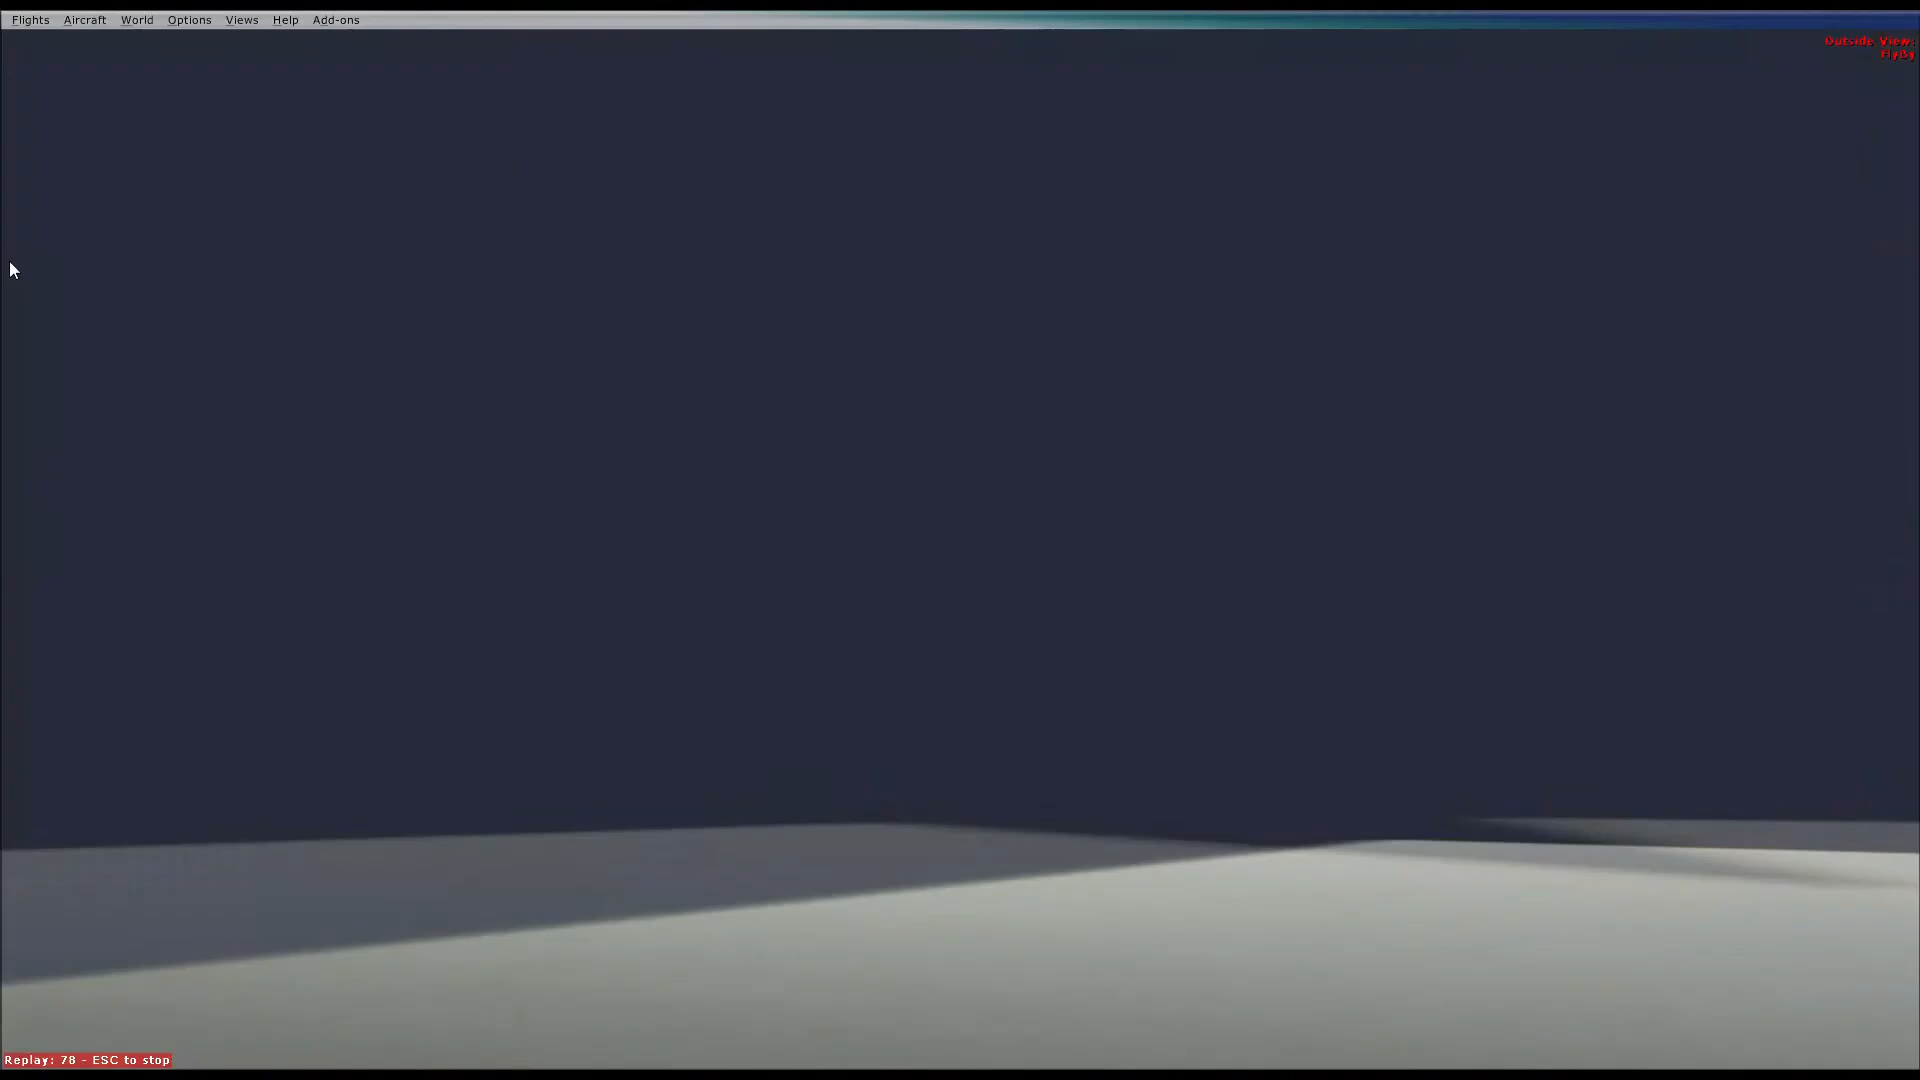 Flights Aircraft World Options Views Help Add-ons
Outside View:
FlyBy
Replay: 78 - ESC to stop